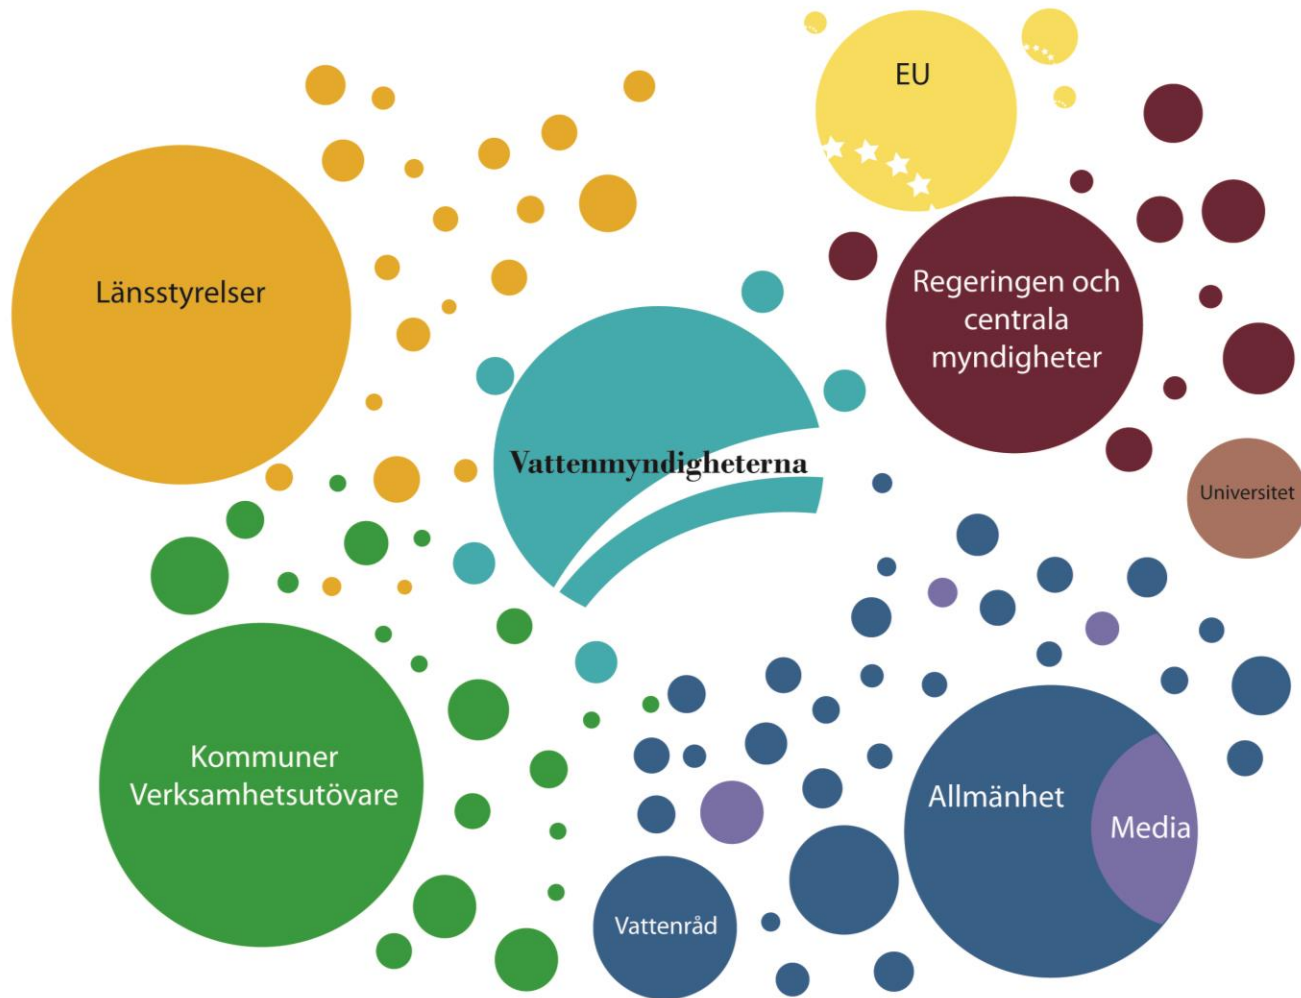 EU
Länsstyrelser
Regeringen och
centrala
myndigheter
Vattenmyndigheterna
Universitet
Kommuner
Verksamhetsutövare
Allmänhet
Media
Vattenråd